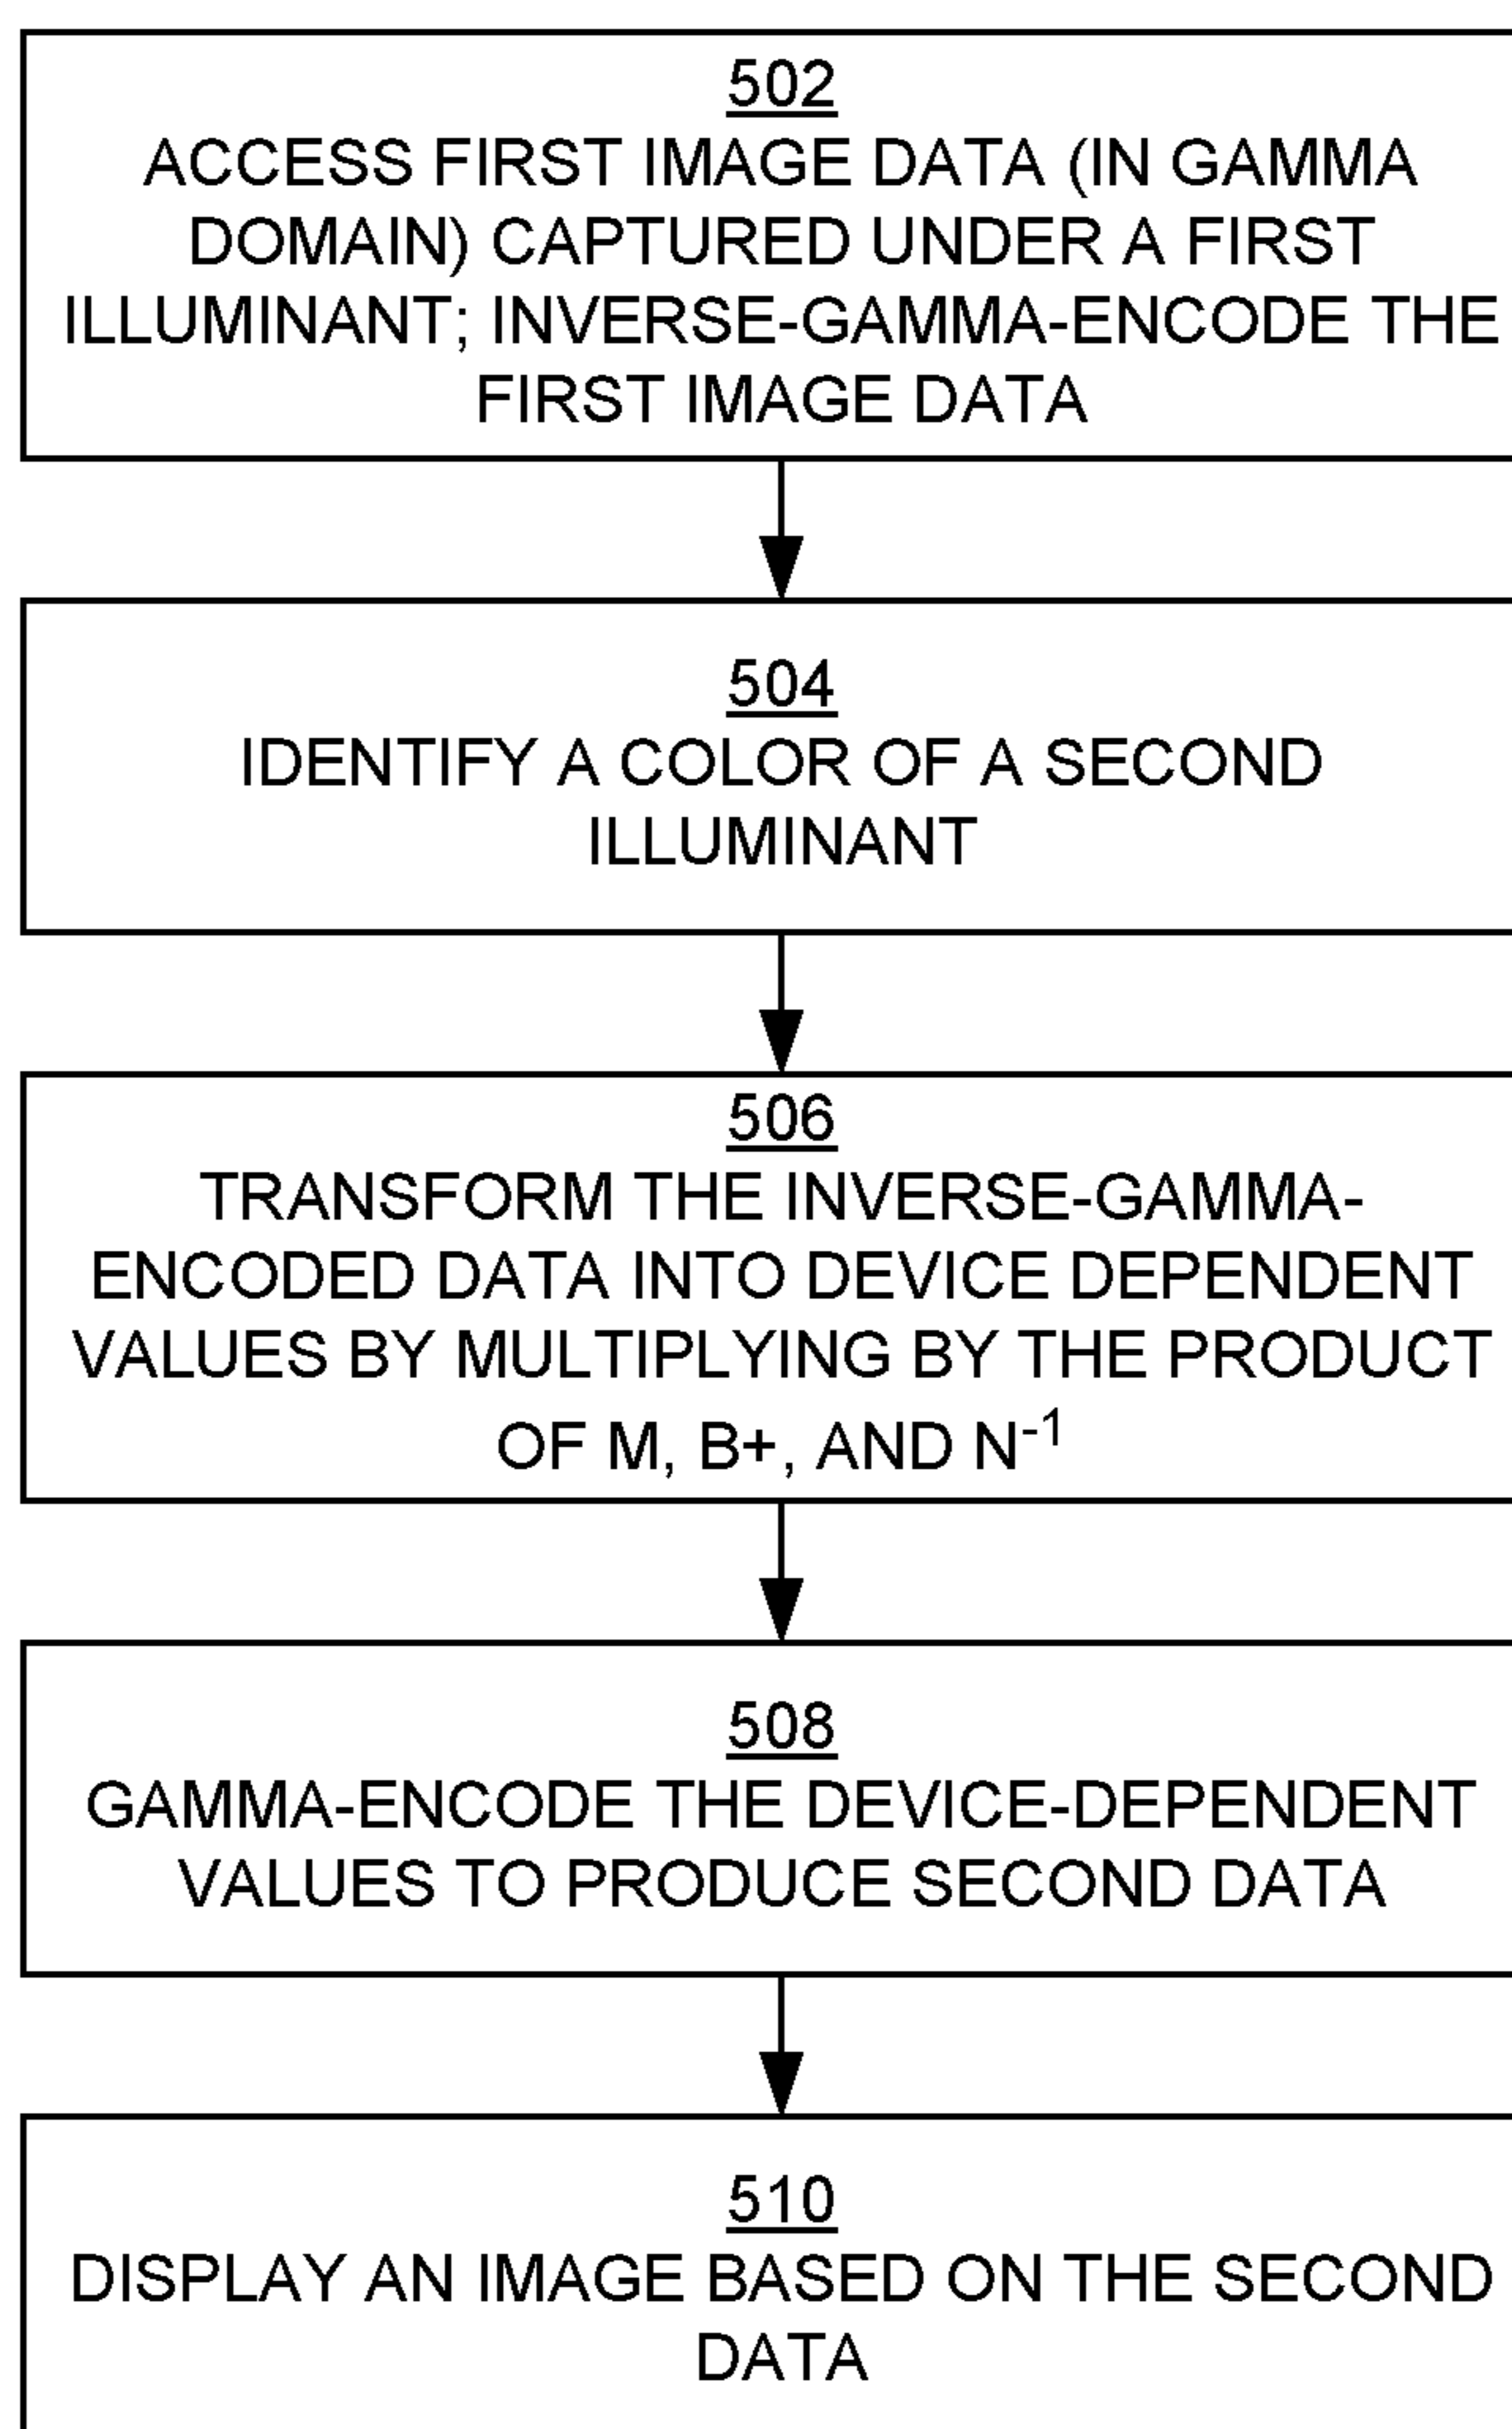 502
ACCESS FIRST IMAGE DATA (IN GAMMA
DOMAIN) CAPTURED UNDER A FIRST
ILLUMINANT; INVERSE-GAMMA-ENCODE THE
FIRST IMAGE DATA
504
IDENTIFY A COLOR OF A SECOND
ILLUMINANT
506
TRANSFORM THE INVERSE-GAMMA-
ENCODED DATA INTO DEVICE DEPENDENT
VALUES BY MULTIPLYING BY THE PRODUCT
OF M, B+, AND N⁻¹
508
GAMMA-ENCODE THE DEVICE-DEPENDENT
VALUES TO PRODUCE SECOND DATA
510
DISPLAY AN IMAGE BASED ON THE SECOND
DATA